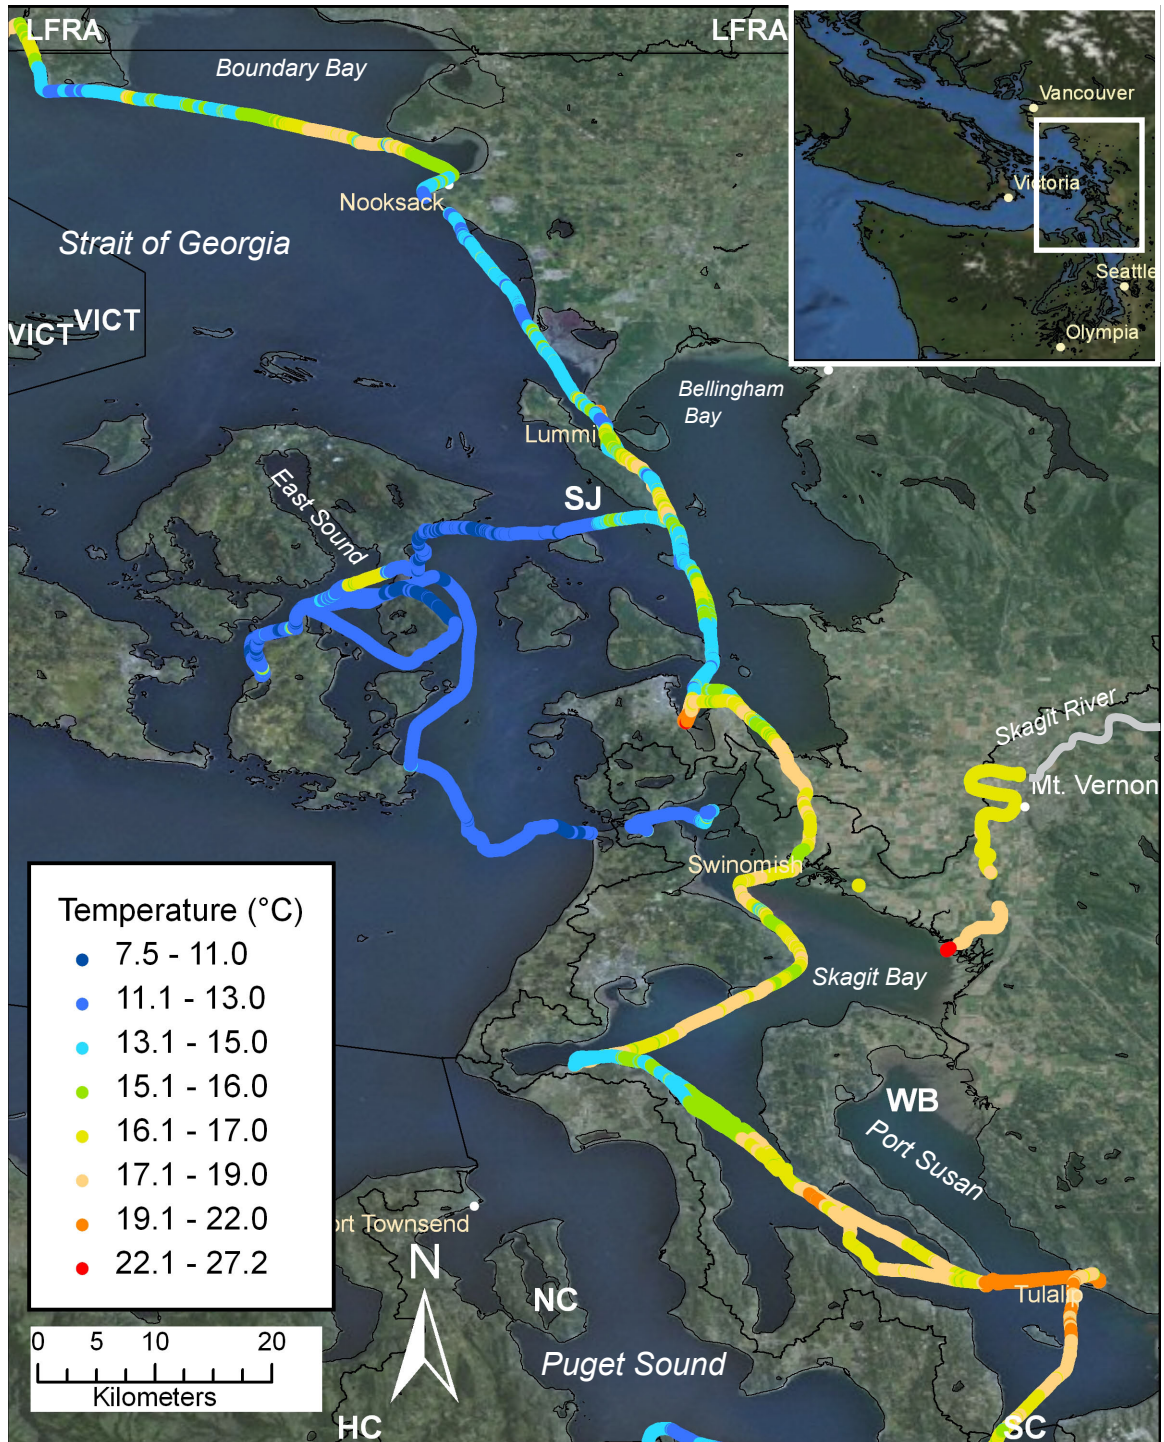 LFRA
LFRA
Boundary Bay
Vancouver
Victoria
Seattle
Olympia
Nooksack
Strait of Georgia
VICT
VICT
Bellingham
Bay
Lummi
SJ
East Sound
Skagit River
Mt. Vernon
Swinomish
Skagit Bay
Temperature (°C)
7.5 - 11.0
11.1 - 13.0
13.1 - 15.0
15.1 - 16.0
16.1 - 17.0
17.1 - 19.0
19.1 - 22.0
22.1 - 27.2
WB
Port Susan
ort Townsend
N
NC
Tulalip
0 5 10 20
Kilometers
Puget Sound
HC
SC